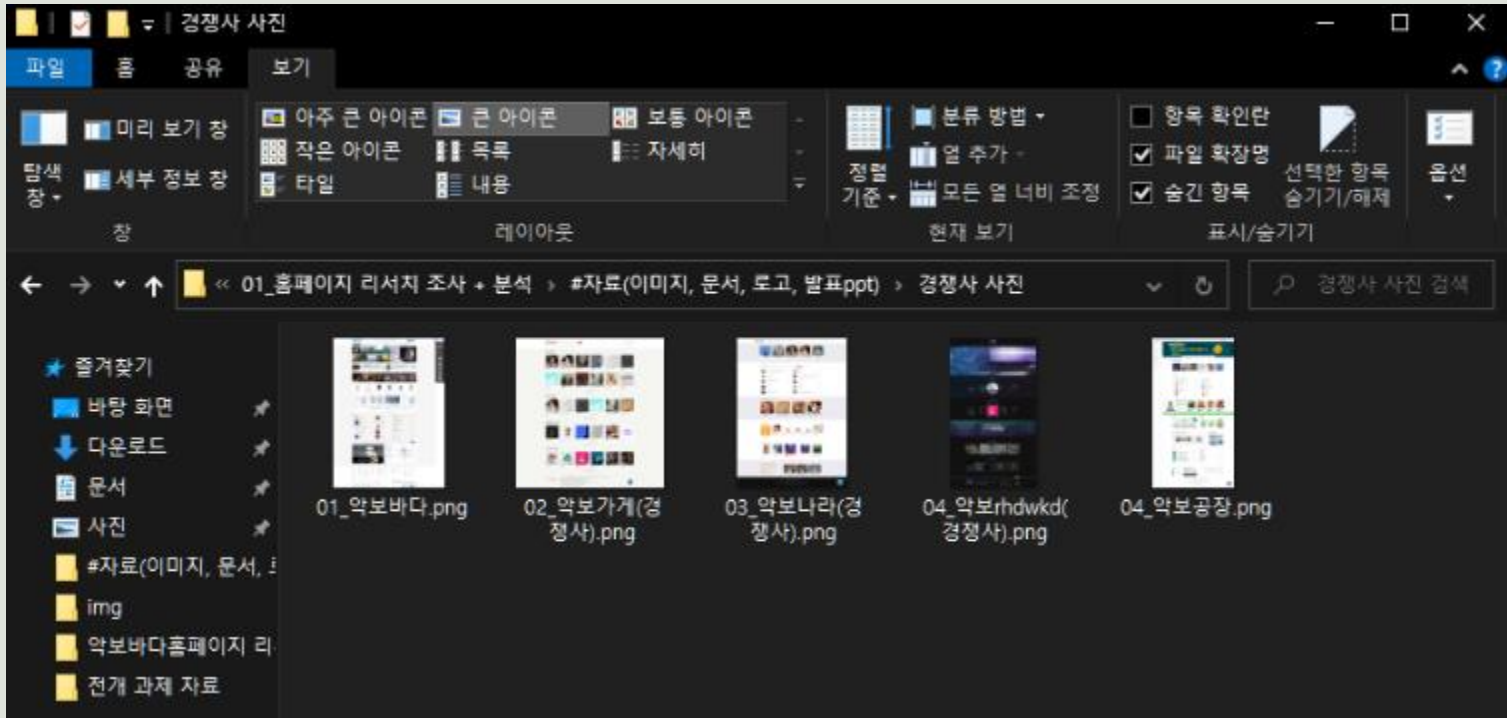 경쟁사 사진
파일 홈 공유 보기
탐색 창
미리 보기 창
세부 정보 창
창
아주 큰 아이콘 큰 아이콘 보통 아이콘
작은 아이콘 목록 자세히
타일 내용
레이아웃
정렬 기준
분류 방법
열 추가
모든 열 너비 조정
현재 보기
항목 확인란
파일 확장명
숨긴 항목
선택한 항목 숨기기/해제
표시/숨기기
옵션
« 01_홈페이지 리서치 조사 + 분석 › #자료(이미지, 문서, 로고, 발표ppt) › 경쟁사 사진
경쟁사 사진 검색
즐겨찾기
바탕 화면
다운로드
문서
사진
#자료(이미지, 문서,
img
악보바다홈페이지 리
전개 과제 자료
01_악보바다.png
02_악보가게(경
쟁사).png
03_악보나라(경
쟁사).png
04_악보rhdwkd(
경쟁사).png
04_악보공장.png